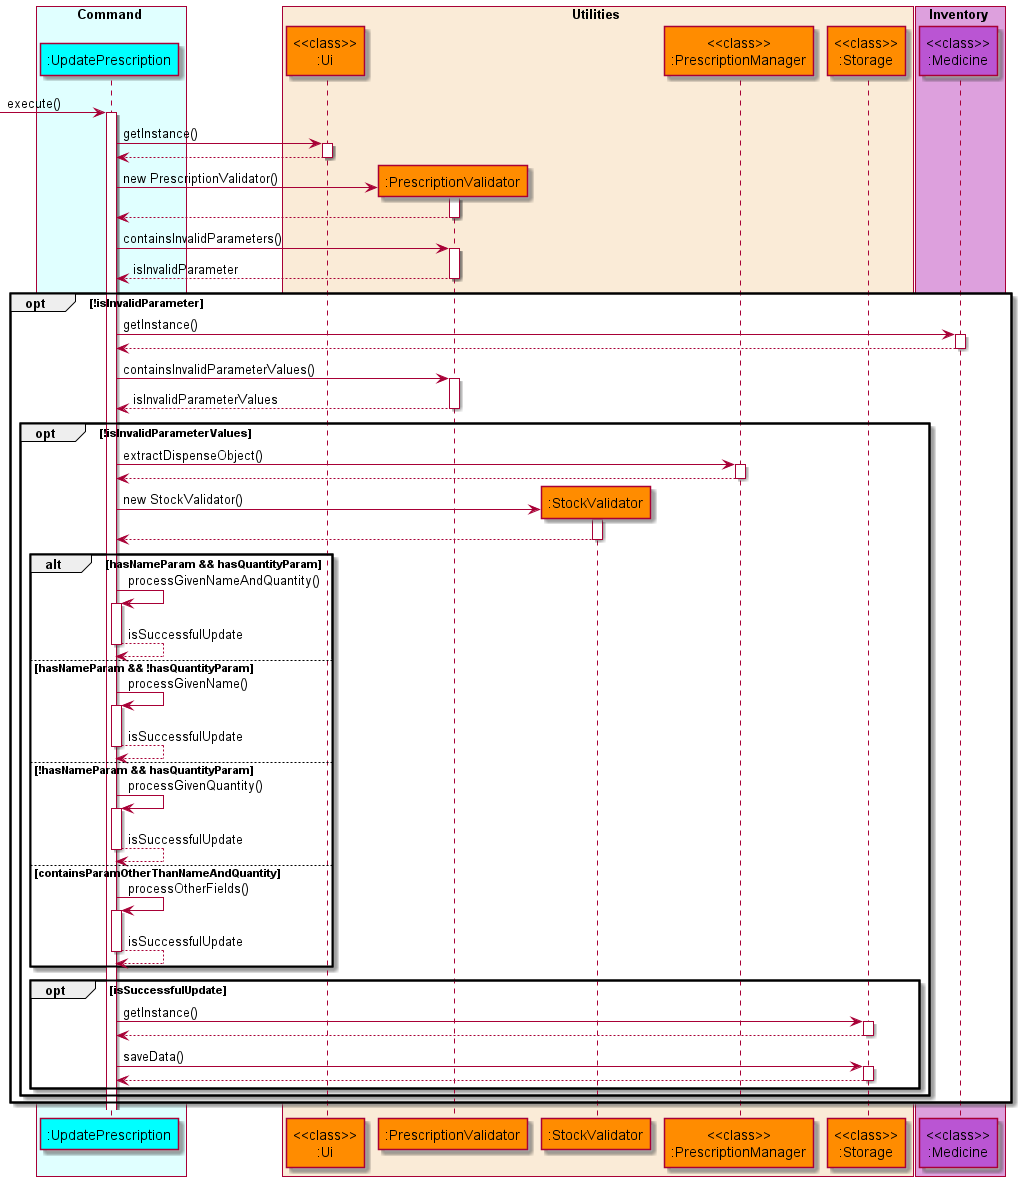 Command
Utilities
Inventory
:UpdatePrescription
<<class>>
:Ui
<<class>>
:PrescriptionManager
<<class>>
:Storage
<<class>>
:Medicine
execute()
getInstance()
new PrescriptionValidator()
:PrescriptionValidator
containsInvalidParameters()
isInvalidParameter
opt [!isInvalidParameter]
getInstance()
containsInvalidParameterValues()
isInvalidParameterValues
opt [!isInvalidParameterValues]
extractDispenseObject()
new StockValidator()
:StockValidator
alt [hasNameParam && hasQuantityParam]
processGivenNameAndQuantity()
isSuccessfulUpdate
[hasNameParam && !hasQuantityParam]
processGivenName()
isSuccessfulUpdate
[!hasNameParam && hasQuantityParam]
processGivenQuantity()
isSuccessfulUpdate
[containsParamOtherThanNameAndQuantity]
processOtherFields()
isSuccessfulUpdate
opt [isSuccessfulUpdate]
getInstance()
saveData()
:UpdatePrescription
<<class>>
:Ui
:PrescriptionValidator
:StockValidator
<<class>>
:PrescriptionManager
<<class>>
:Storage
<<class>>
:Medicine